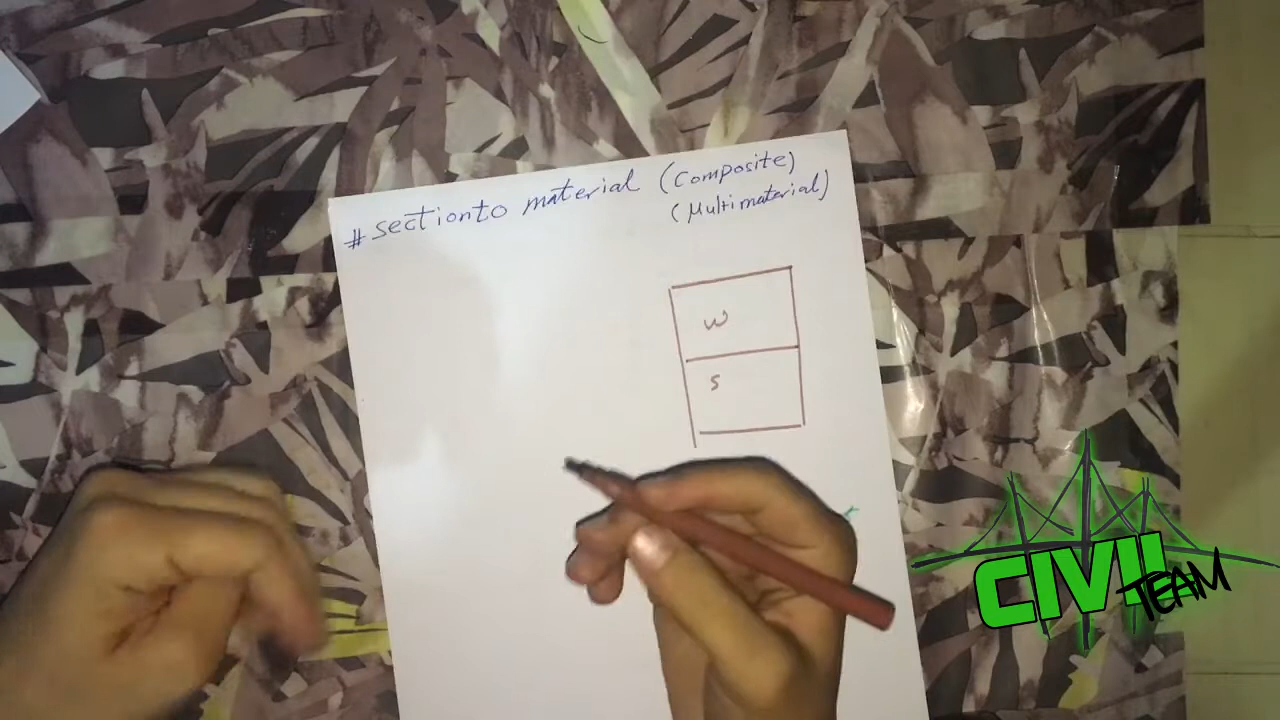 # sectionto material (Composite)
(Multimaterial)
w
s
CIVIL
TEAM